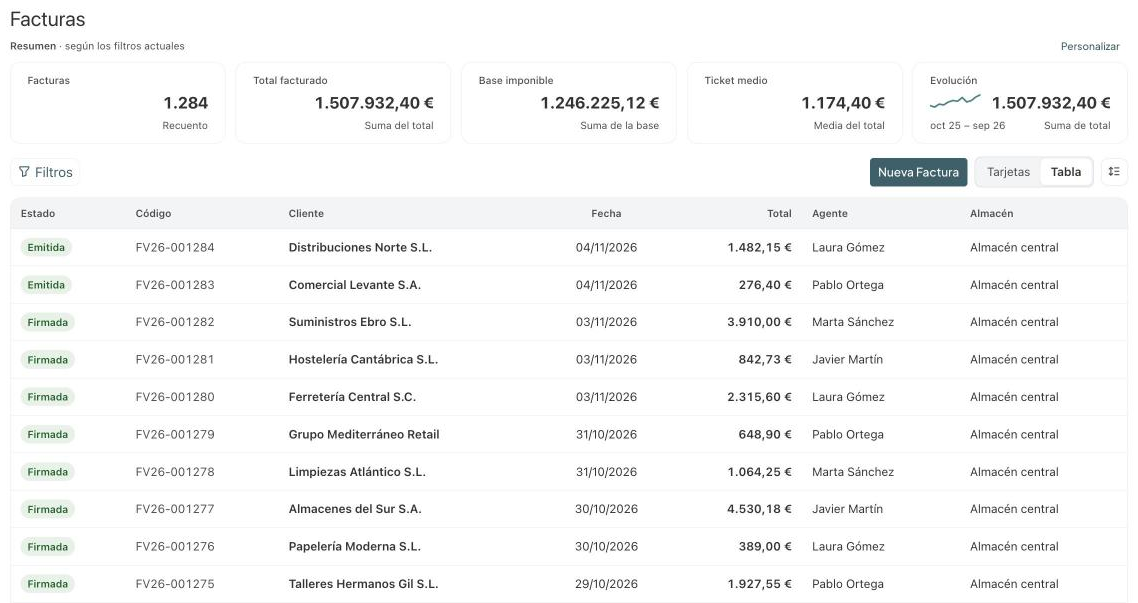 Facturas
Resumen · según los filtros actuales Personalizar
Facturas Total facturado Base imponible Ticket medio Evolución
1.284 1.507.932,40 € 1.246.225,12 € 1.174,40 € 1.507.932,40 €
Recuento Suma del total Suma de la base Media del total oct 25 – sep 26 Suma de total
Filtros Nueva Factura Tarjetas Tabla
Estado Código Cliente Fecha Total Agente Almacén
Emitida FV26-001284 Distribuciones Norte S.L. 04/11/2026 1.482,15 € Laura Gómez Almacén central
Emitida FV26-001283 Comercial Levante S.A. 04/11/2026 276,40 € Pablo Ortega Almacén central
Firmada FV26-001282 Suministros Ebro S.L. 03/11/2026 3.910,00 € Marta Sánchez Almacén central
Firmada FV26-001281 Hostelería Cantábrica S.L. 03/11/2026 842,73 € Javier Martín Almacén central
Firmada FV26-001280 Ferretería Central S.C. 03/11/2026 2.315,60 € Laura Gómez Almacén central
Firmada FV26-001279 Grupo Mediterráneo Retail 31/10/2026 648,90 € Pablo Ortega Almacén central
Firmada FV26-001278 Limpiezas Atlántico S.L. 31/10/2026 1.064,25 € Marta Sánchez Almacén central
Firmada FV26-001277 Almacenes del Sur S.A. 30/10/2026 4.530,18 € Javier Martín Almacén central
Firmada FV26-001276 Papelería Moderna S.L. 30/10/2026 389,00 € Laura Gómez Almacén central
Firmada FV26-001275 Talleres Hermanos Gil S.L. 29/10/2026 1.927,55 € Pablo Ortega Almacén central